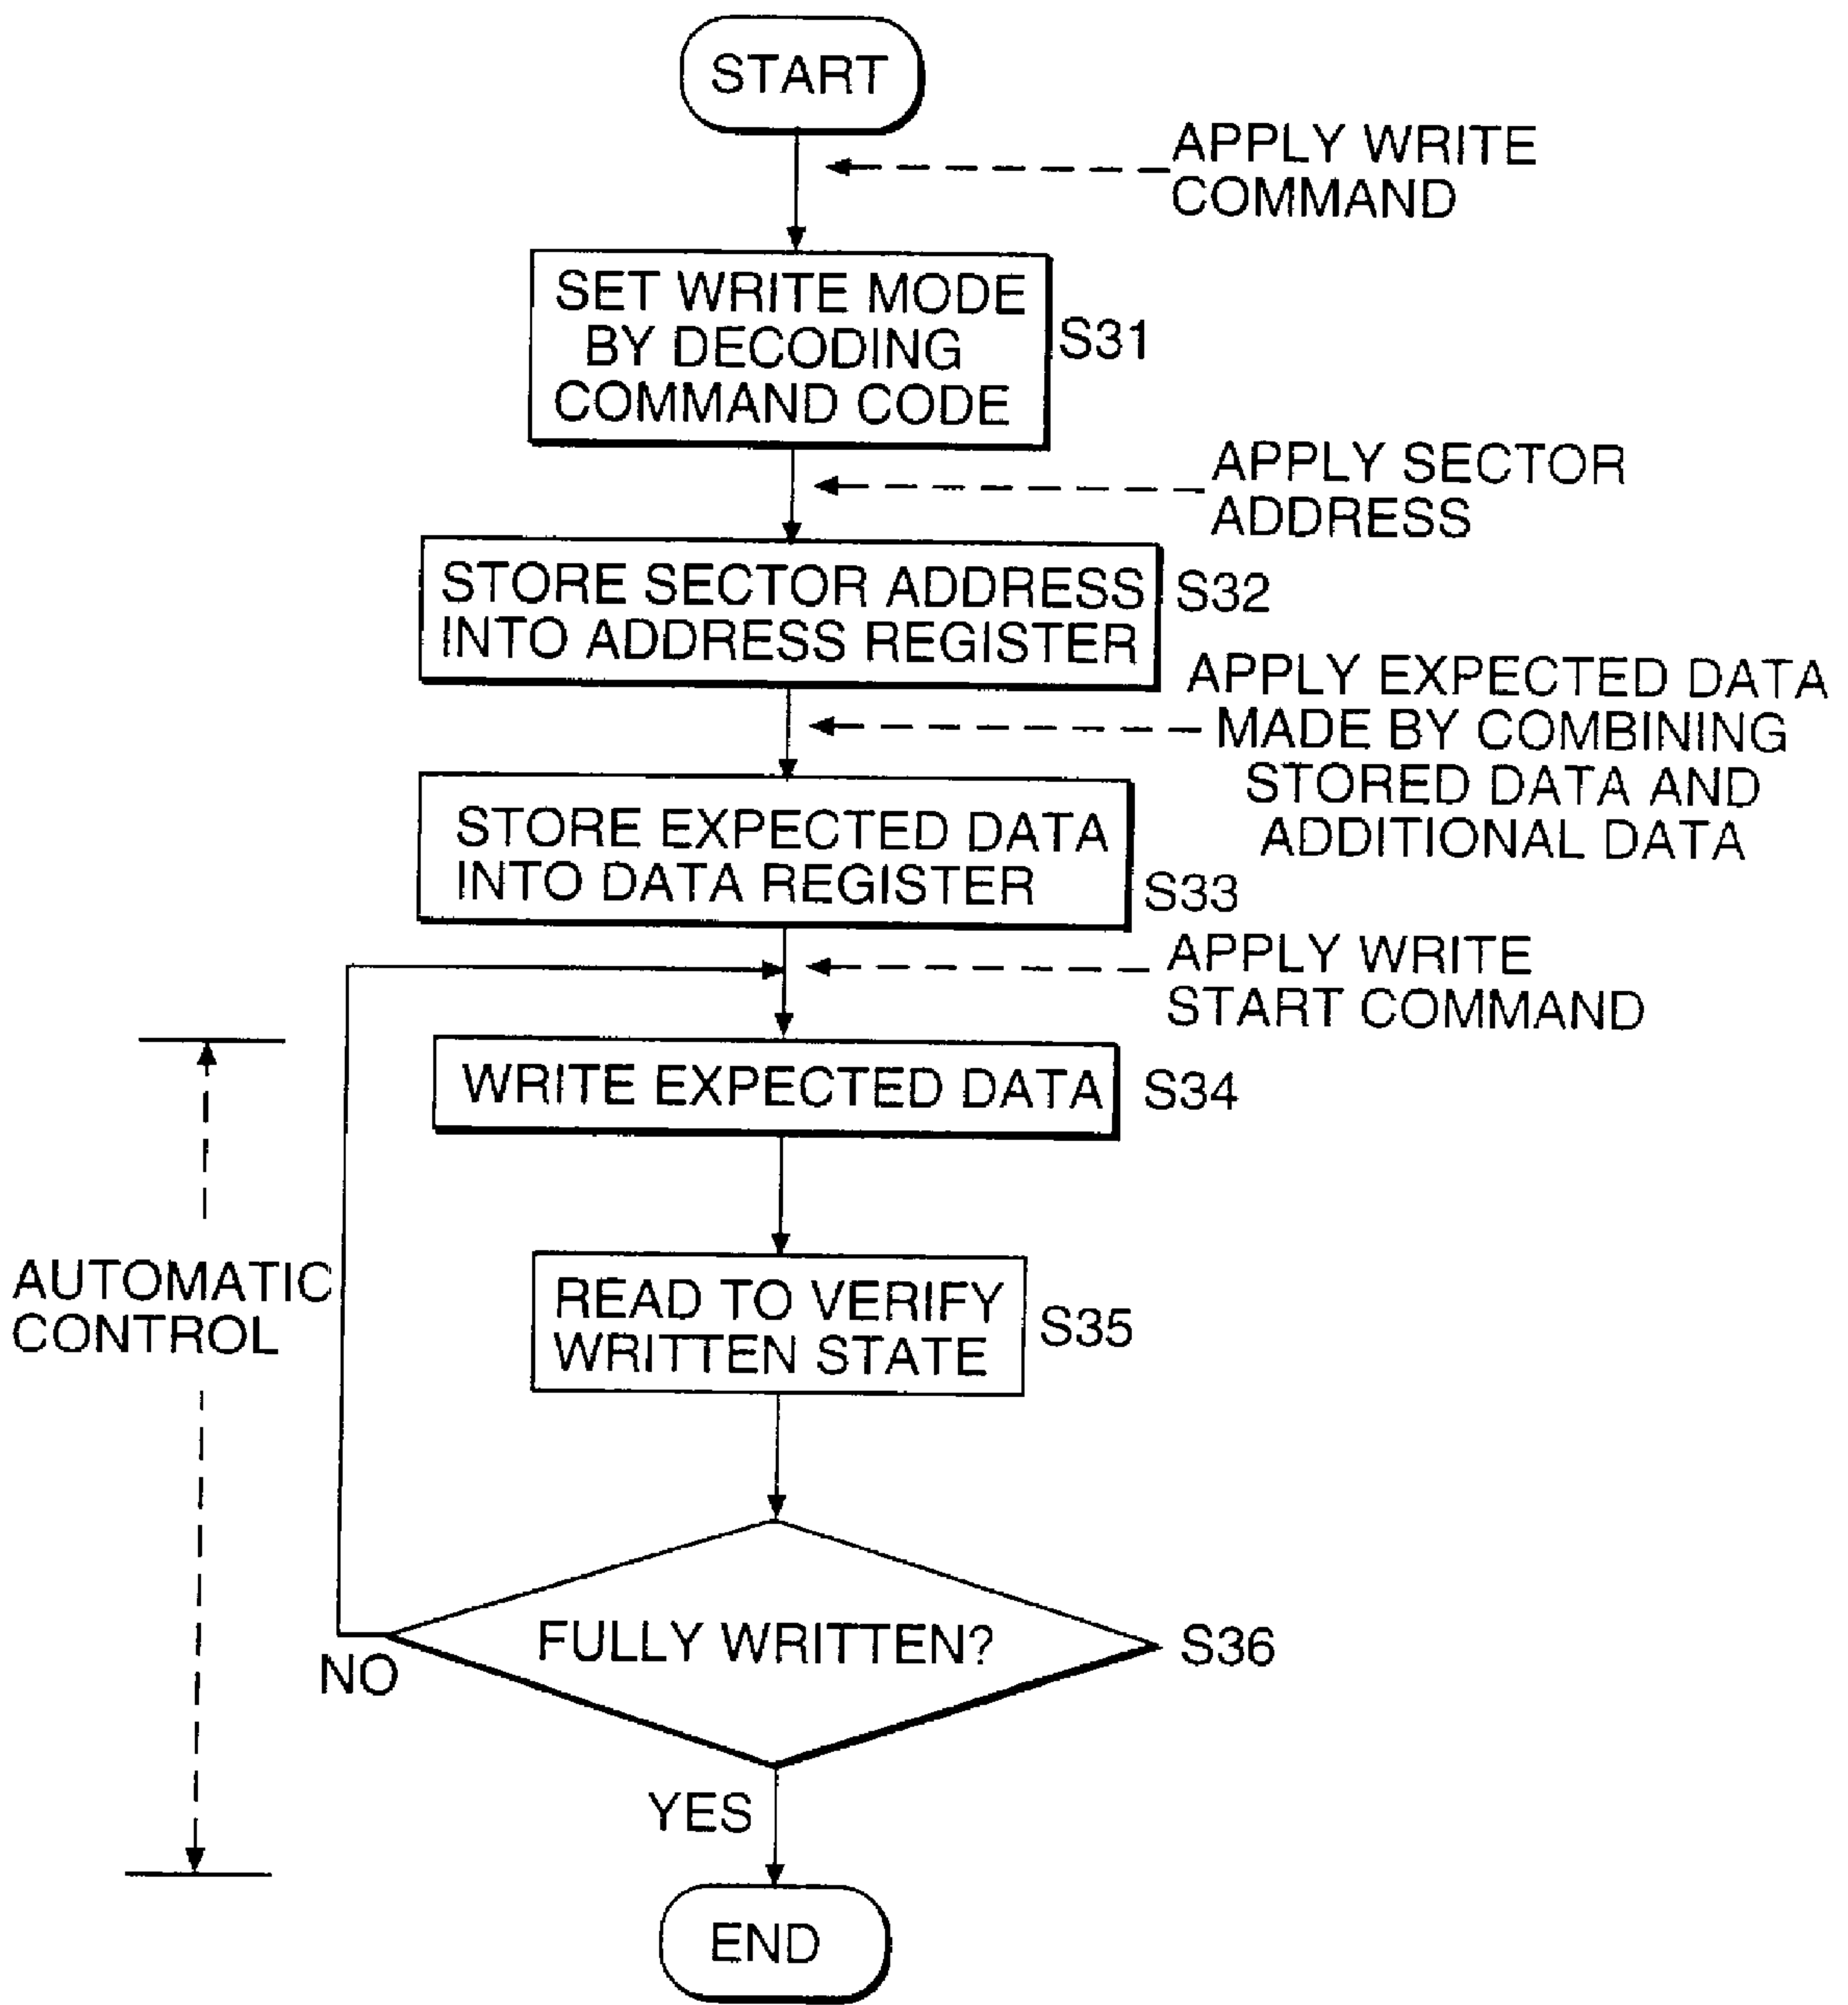 START
APPLY WRITE
COMMAND
SET WRITE MODE
BY DECODING
COMMAND CODE
S31
APPLY SECTOR
ADDRESS
STORE SECTOR ADDRESS
INTO ADDRESS REGISTER
S32
APPLY EXPECTED DATA
MADE BY COMBINING
STORED DATA AND
ADDITIONAL DATA
STORE EXPECTED DATA
INTO DATA REGISTER
S33
APPLY WRITE
START COMMAND
WRITE EXPECTED DATA
S34
AUTOMATIC
CONTROL
READ TO VERIFY
WRITTEN STATE
S35
FULLY WRITTEN?
S36
NO
YES
END